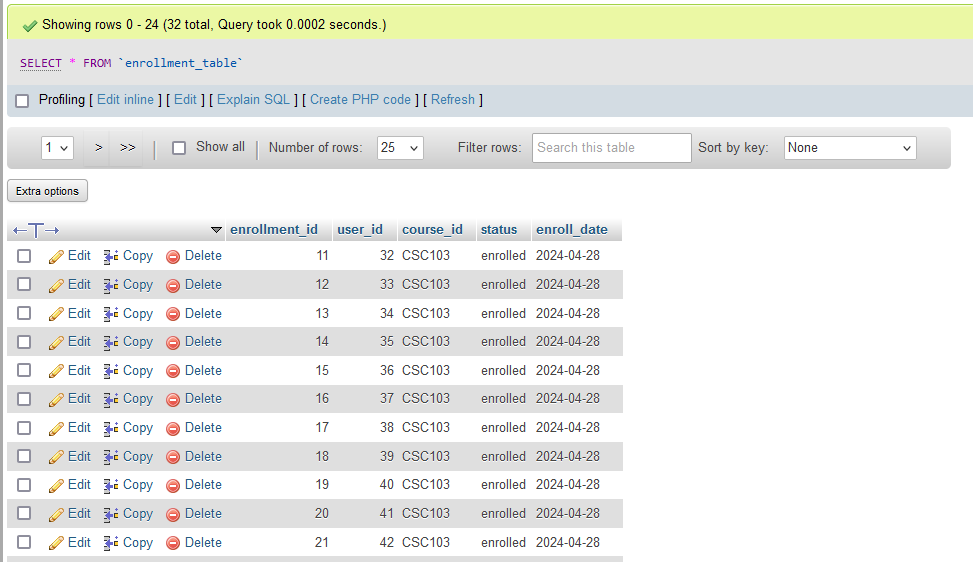 Showing rows 0 - 24 (32 total, Query took 0.0002 seconds.)
SELECT * FROM `enrollment_table`
Profiling [ Edit inline ] [ Edit ] [ Explain SQL ] [ Create PHP code ] [ Refresh ]
1 > >> Show all Number of rows: 25 Filter rows: Search this table Sort by key: None
Extra options
enrollment_id user_id course_id status enroll_date
Edit Copy Delete 11 32 CSC103 enrolled 2024-04-28
Edit Copy Delete 12 33 CSC103 enrolled 2024-04-28
Edit Copy Delete 13 34 CSC103 enrolled 2024-04-28
Edit Copy Delete 14 35 CSC103 enrolled 2024-04-28
Edit Copy Delete 15 36 CSC103 enrolled 2024-04-28
Edit Copy Delete 16 37 CSC103 enrolled 2024-04-28
Edit Copy Delete 17 38 CSC103 enrolled 2024-04-28
Edit Copy Delete 18 39 CSC103 enrolled 2024-04-28
Edit Copy Delete 19 40 CSC103 enrolled 2024-04-28
Edit Copy Delete 20 41 CSC103 enrolled 2024-04-28
Edit Copy Delete 21 42 CSC103 enrolled 2024-04-28